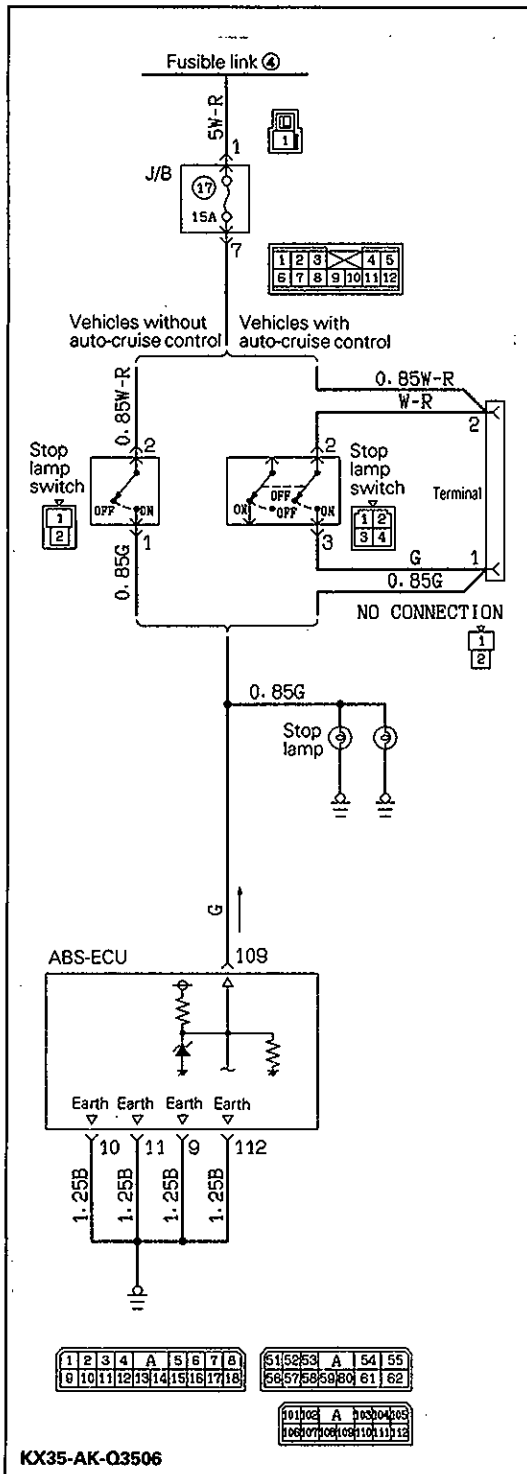 Fusible link ④
5W-R
1
1
J/B
⑰
15A
7
1 2 3 4 5
6 7 8 9 10 11 12
Vehicles without auto-cruise control
Vehicles with auto-cruise control
0.85W-R
0.85W-R
W-R
2
2
2
Stop lamp switch
OFF ON
1
2
1
ON OFF OFF ON
Stop lamp switch
1 2
3 4
3
Terminal
G
1
0.85G
0.85G
NO CONNECTION
1
2
0.85G
Stop lamp
G
ABS-ECU
109
Earth Earth Earth Earth
10 11 9 112
1.25B 1.25B 1.25B 1.25B
1 2 3 4 A 5 6 7 8
9 10 11 12 13 14 15 16 17 18
51 52 53 A 54 55
56 57 58 59 60 61 62
101 102 A 103 104 105
106 107 108 109 110 111 112
KX35-AK-Q3506